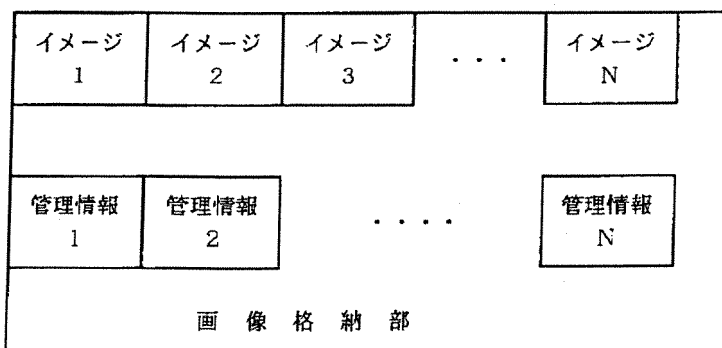 イメージ イメージ イメージ イメージ
1 2 3 ・・・ N
管理情報 管理情報 管理情報
1 2 ・・・・ N
画像格納部